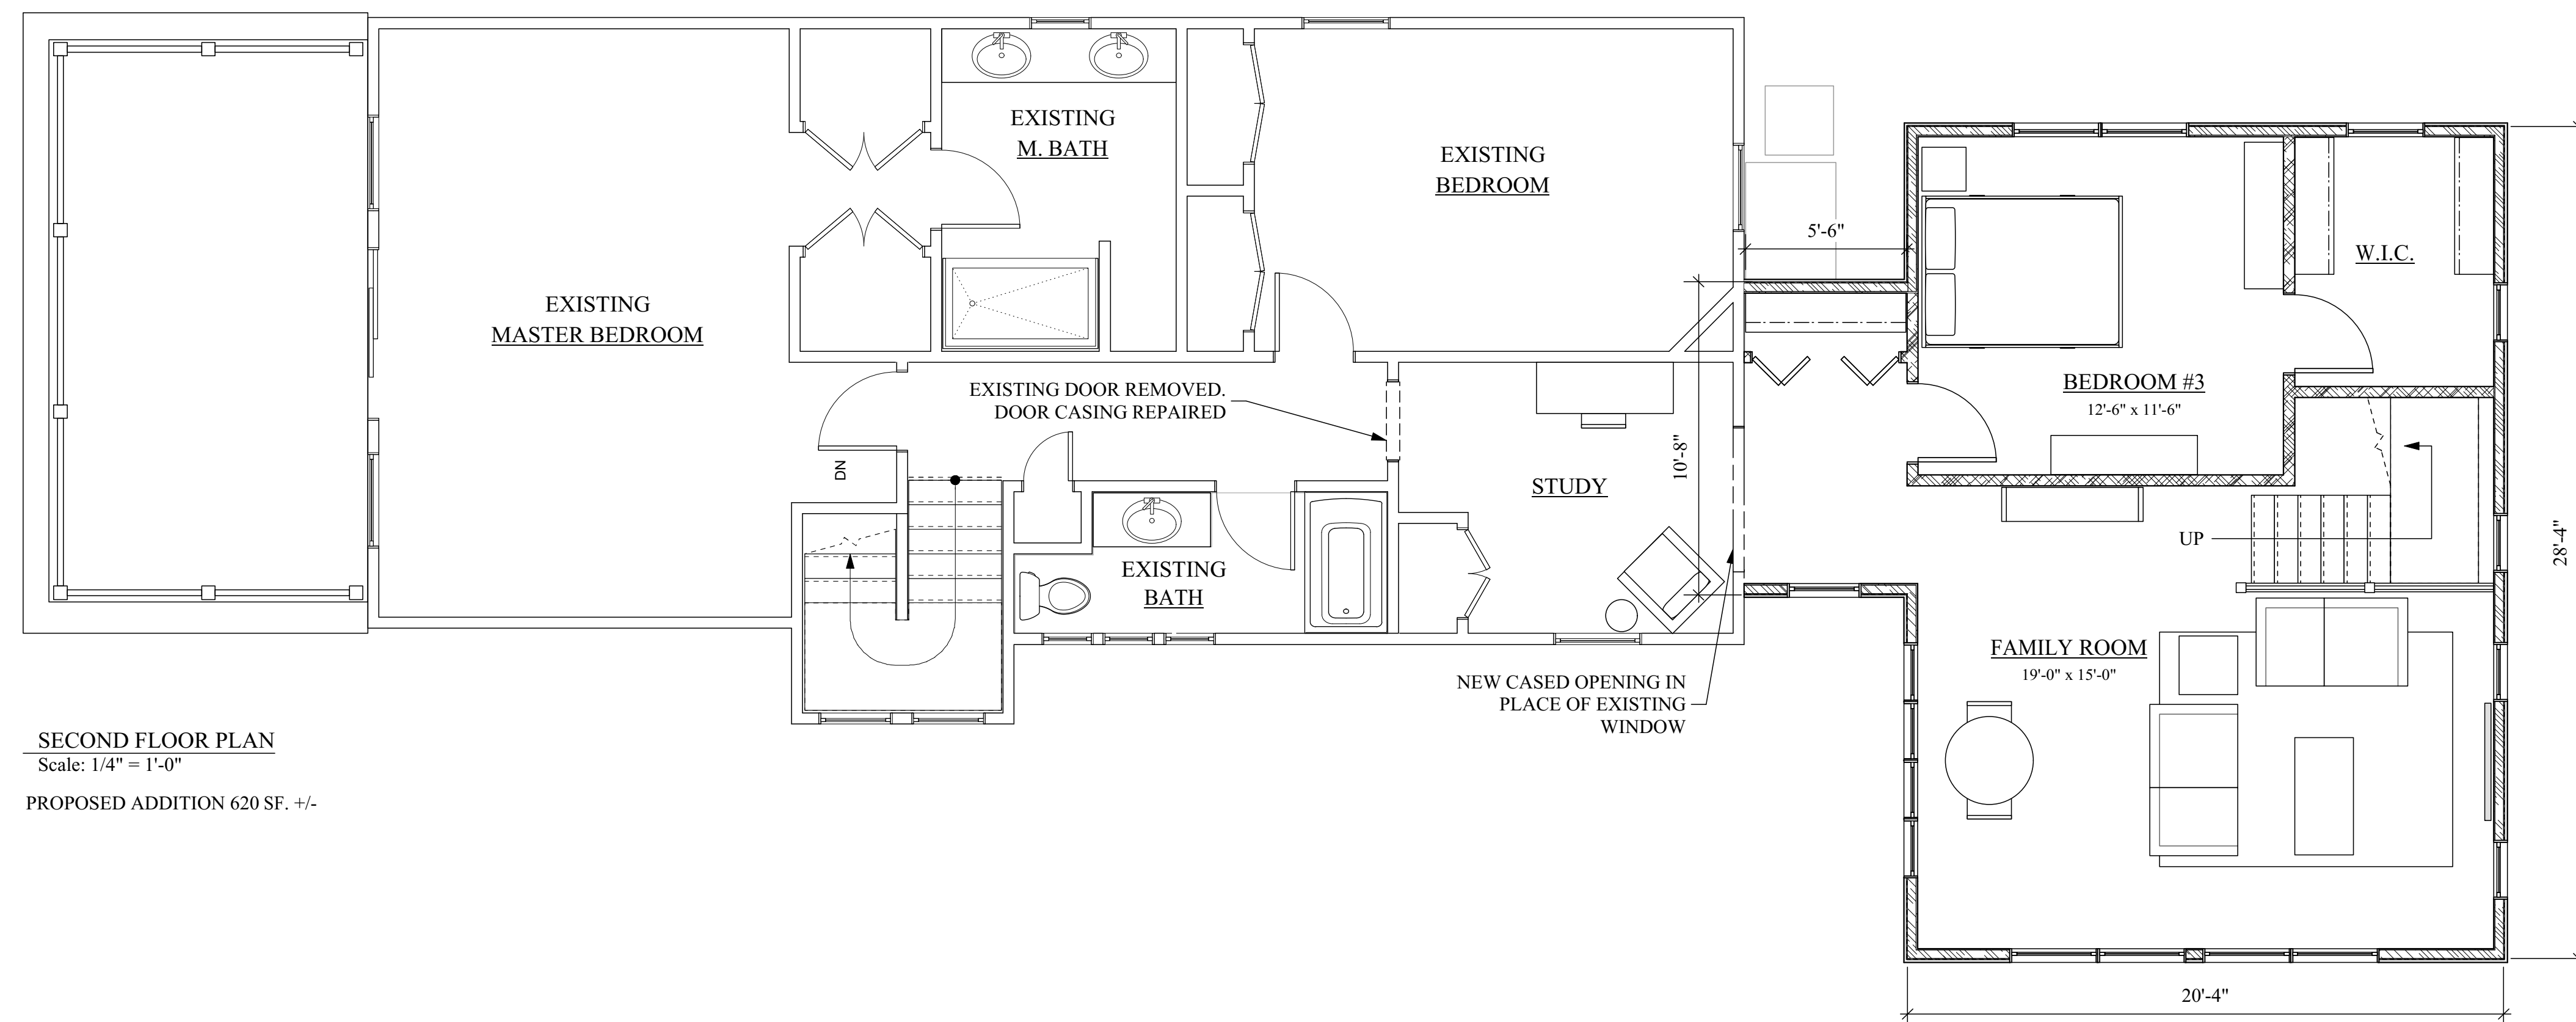 EXISTING
M. BATH
EXISTING
BEDROOM
5'-6"
W.I.C.
EXISTING
MASTER BEDROOM
EXISTING DOOR REMOVED.
DOOR CASING REPAIRED
BEDROOM #3
12'-6" x 11'-6"
DN
10'-8"
STUDY
UP
28'-4"
EXISTING
BATH
FAMILY ROOM
19'-0" x 15'-0"
NEW CASED OPENING IN
PLACE OF EXISTING
WINDOW
SECOND FLOOR PLAN
Scale: 1/4" = 1'-0"
PROPOSED ADDITION 620 SF. +/-
20'-4"